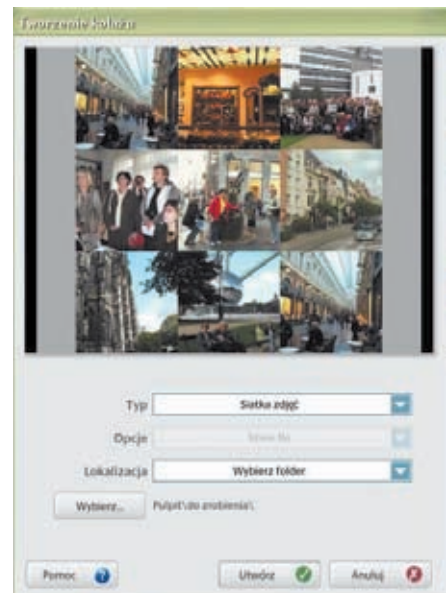 Tworzenie kolażu
Typ Siatka zdjęć
Opcje
Lokalizacja Wybierz folder
Wybierz... Pulpit\do zrobienia\
Pomoc Utwórz Anuluj